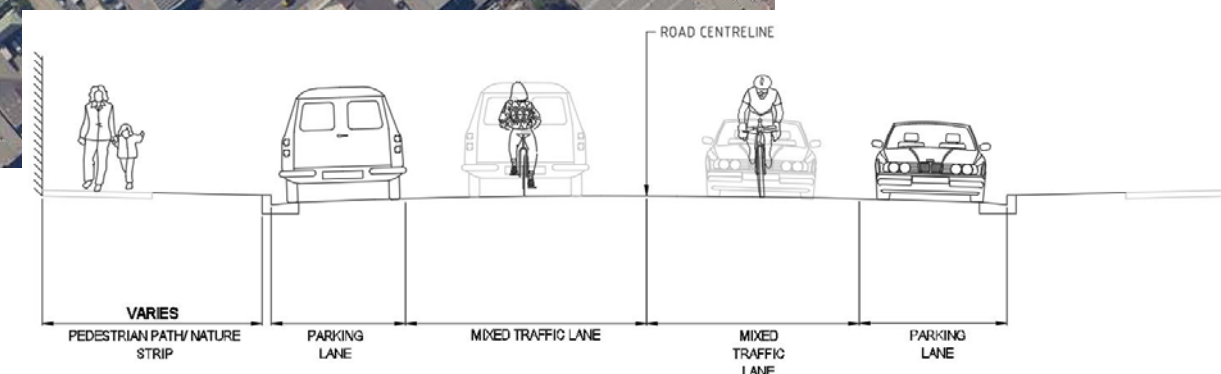 ROAD CENTRELINE
VARIES
PEDESTRIAN PATH/ NATURE
STRIP
PARKING
LANE
MIXED TRAFFIC LANE
MIXED
TRAFFIC
LANE
PARKING
LANE